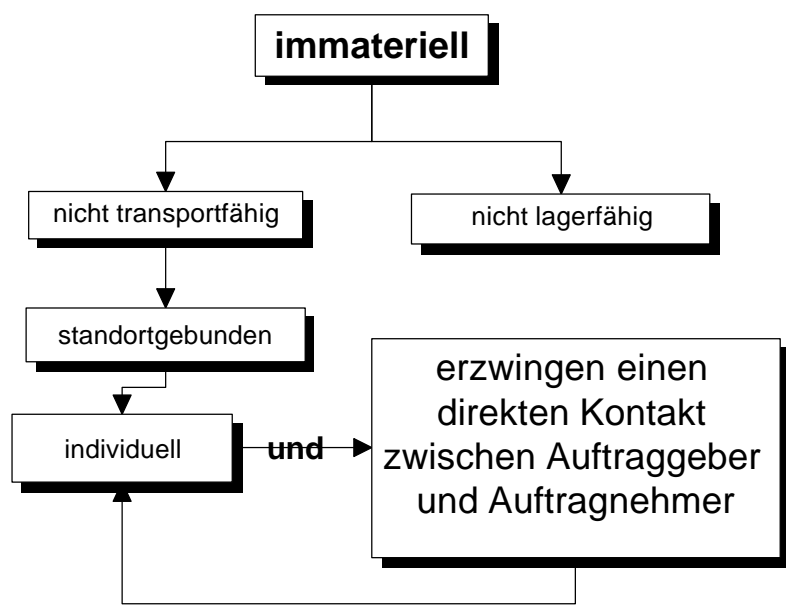 immateriell
nicht transportfähig
nicht lagerfähig
standortgebunden
individuell
und
erzwingen einen
direkten Kontakt
zwischen Auftraggeber
und Auftragnehmer